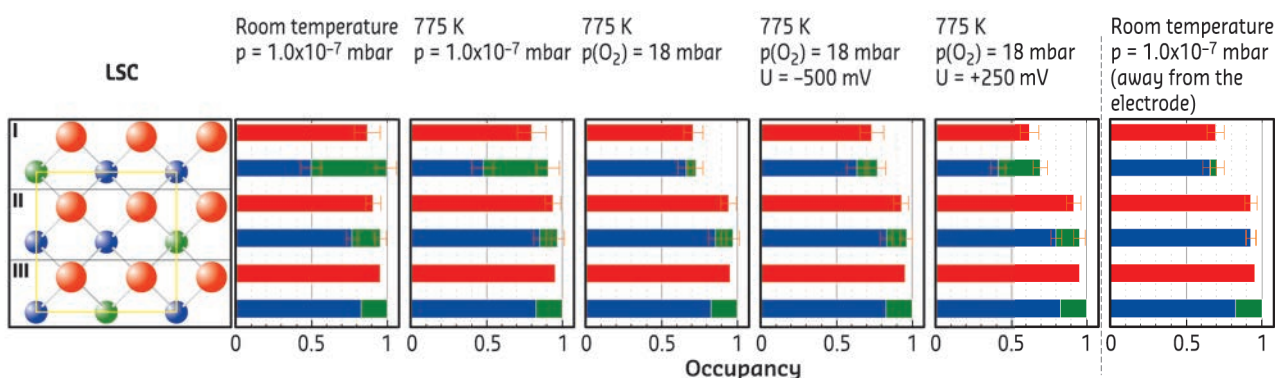 LSC
Room temperature
p = 1.0x10⁻⁷ mbar
775 K
p = 1.0x10⁻⁷ mbar
775 K
p(O₂) = 18 mbar
775 K
p(O₂) = 18 mbar
U = –500 mV
775 K
p(O₂) = 18 mbar
U = +250 mV
Room temperature
p = 1.0x10⁻⁷ mbar
(away from the
electrode)
I
II
III
0 0.5 1
0 0.5 1
0 0.5 1
0 0.5 1
0 0.5 1
0 0.5 1
Occupancy